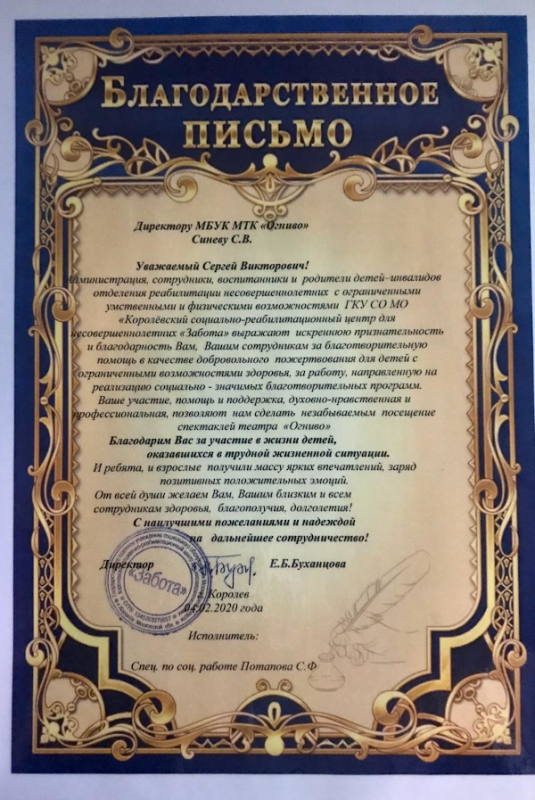 Благодарственное
письмо
Директору МБУК МТК «Огниво»
Синеву С.В.
Уважаемый Сергей Викторович!
Администрация, сотрудники, воспитанники и родители детей–инвалидов
отделения реабилитации несовершеннолетних с ограниченными
умственными и физическими возможностями ГКУ СО МО
«Королёвский социально-реабилитационный центр для
несовершеннолетних «Забота» выражают искреннюю признательность
и благодарность Вам, Вашим сотрудникам за благотворительную
помощь в качестве добровольного пожертвования для детей с
ограниченными возможностями здоровья, за работу, направленную на
реализацию социально - значимых благотворительных программ.
Ваше участие, помощь и поддержка, духовно-нравственная и
профессиональная, позволяют нам сделать незабываемым посещение
спектаклей театра «Огниво»
Благодарим Вас за участие в жизни детей,
оказавшихся в трудной жизненной ситуации.
И ребята, и взрослые получили массу ярких впечатлений, заряд
позитивных положительных эмоций.
От всей души желаем Вам, Вашим близким и всем
сотрудникам здоровья, благополучия, долголетия!
С наилучшими пожеланиями и надеждой
на дальнейшее сотрудничество!
Директор Е.Б.Буханцова
«Забота»
г. Королев
04.02.2020 года
Исполнитель:
Спец. по соц. работе Потапова С.Ф